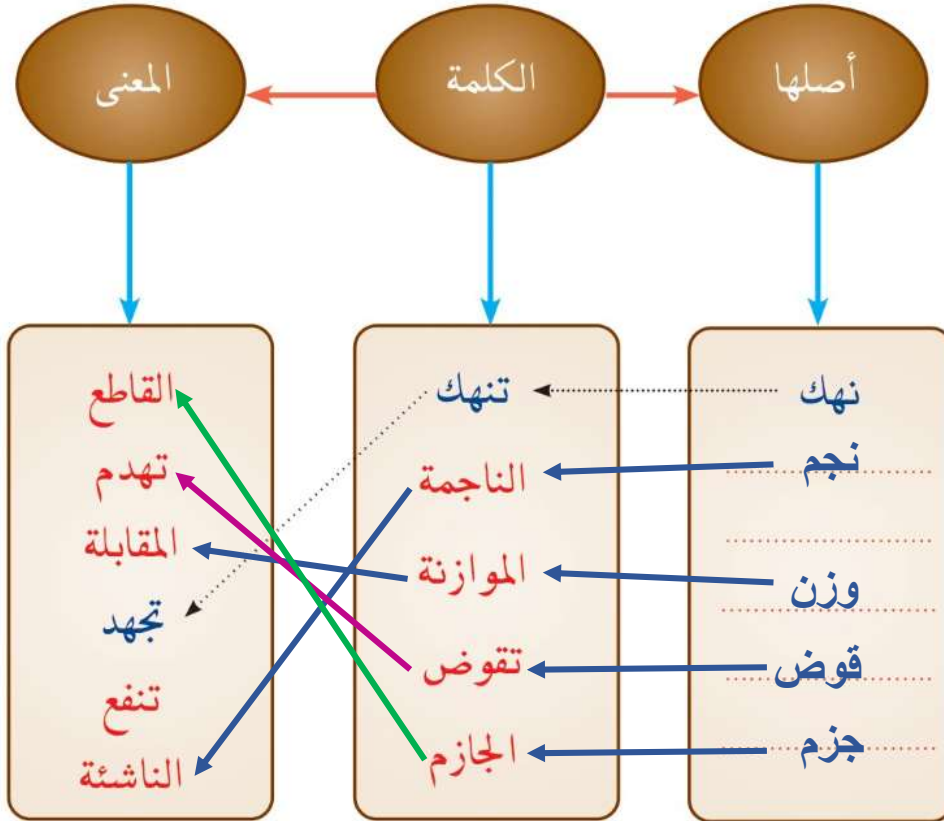 أصلها
الكلمة
المعنى
نهك
نجم
وزن
قوض
جزم
تنهك
الناجمة
الموازنة
تقوض
الجازم
القاطع
تهدم
المقابلة
تجهد
تنفع
الناشئة